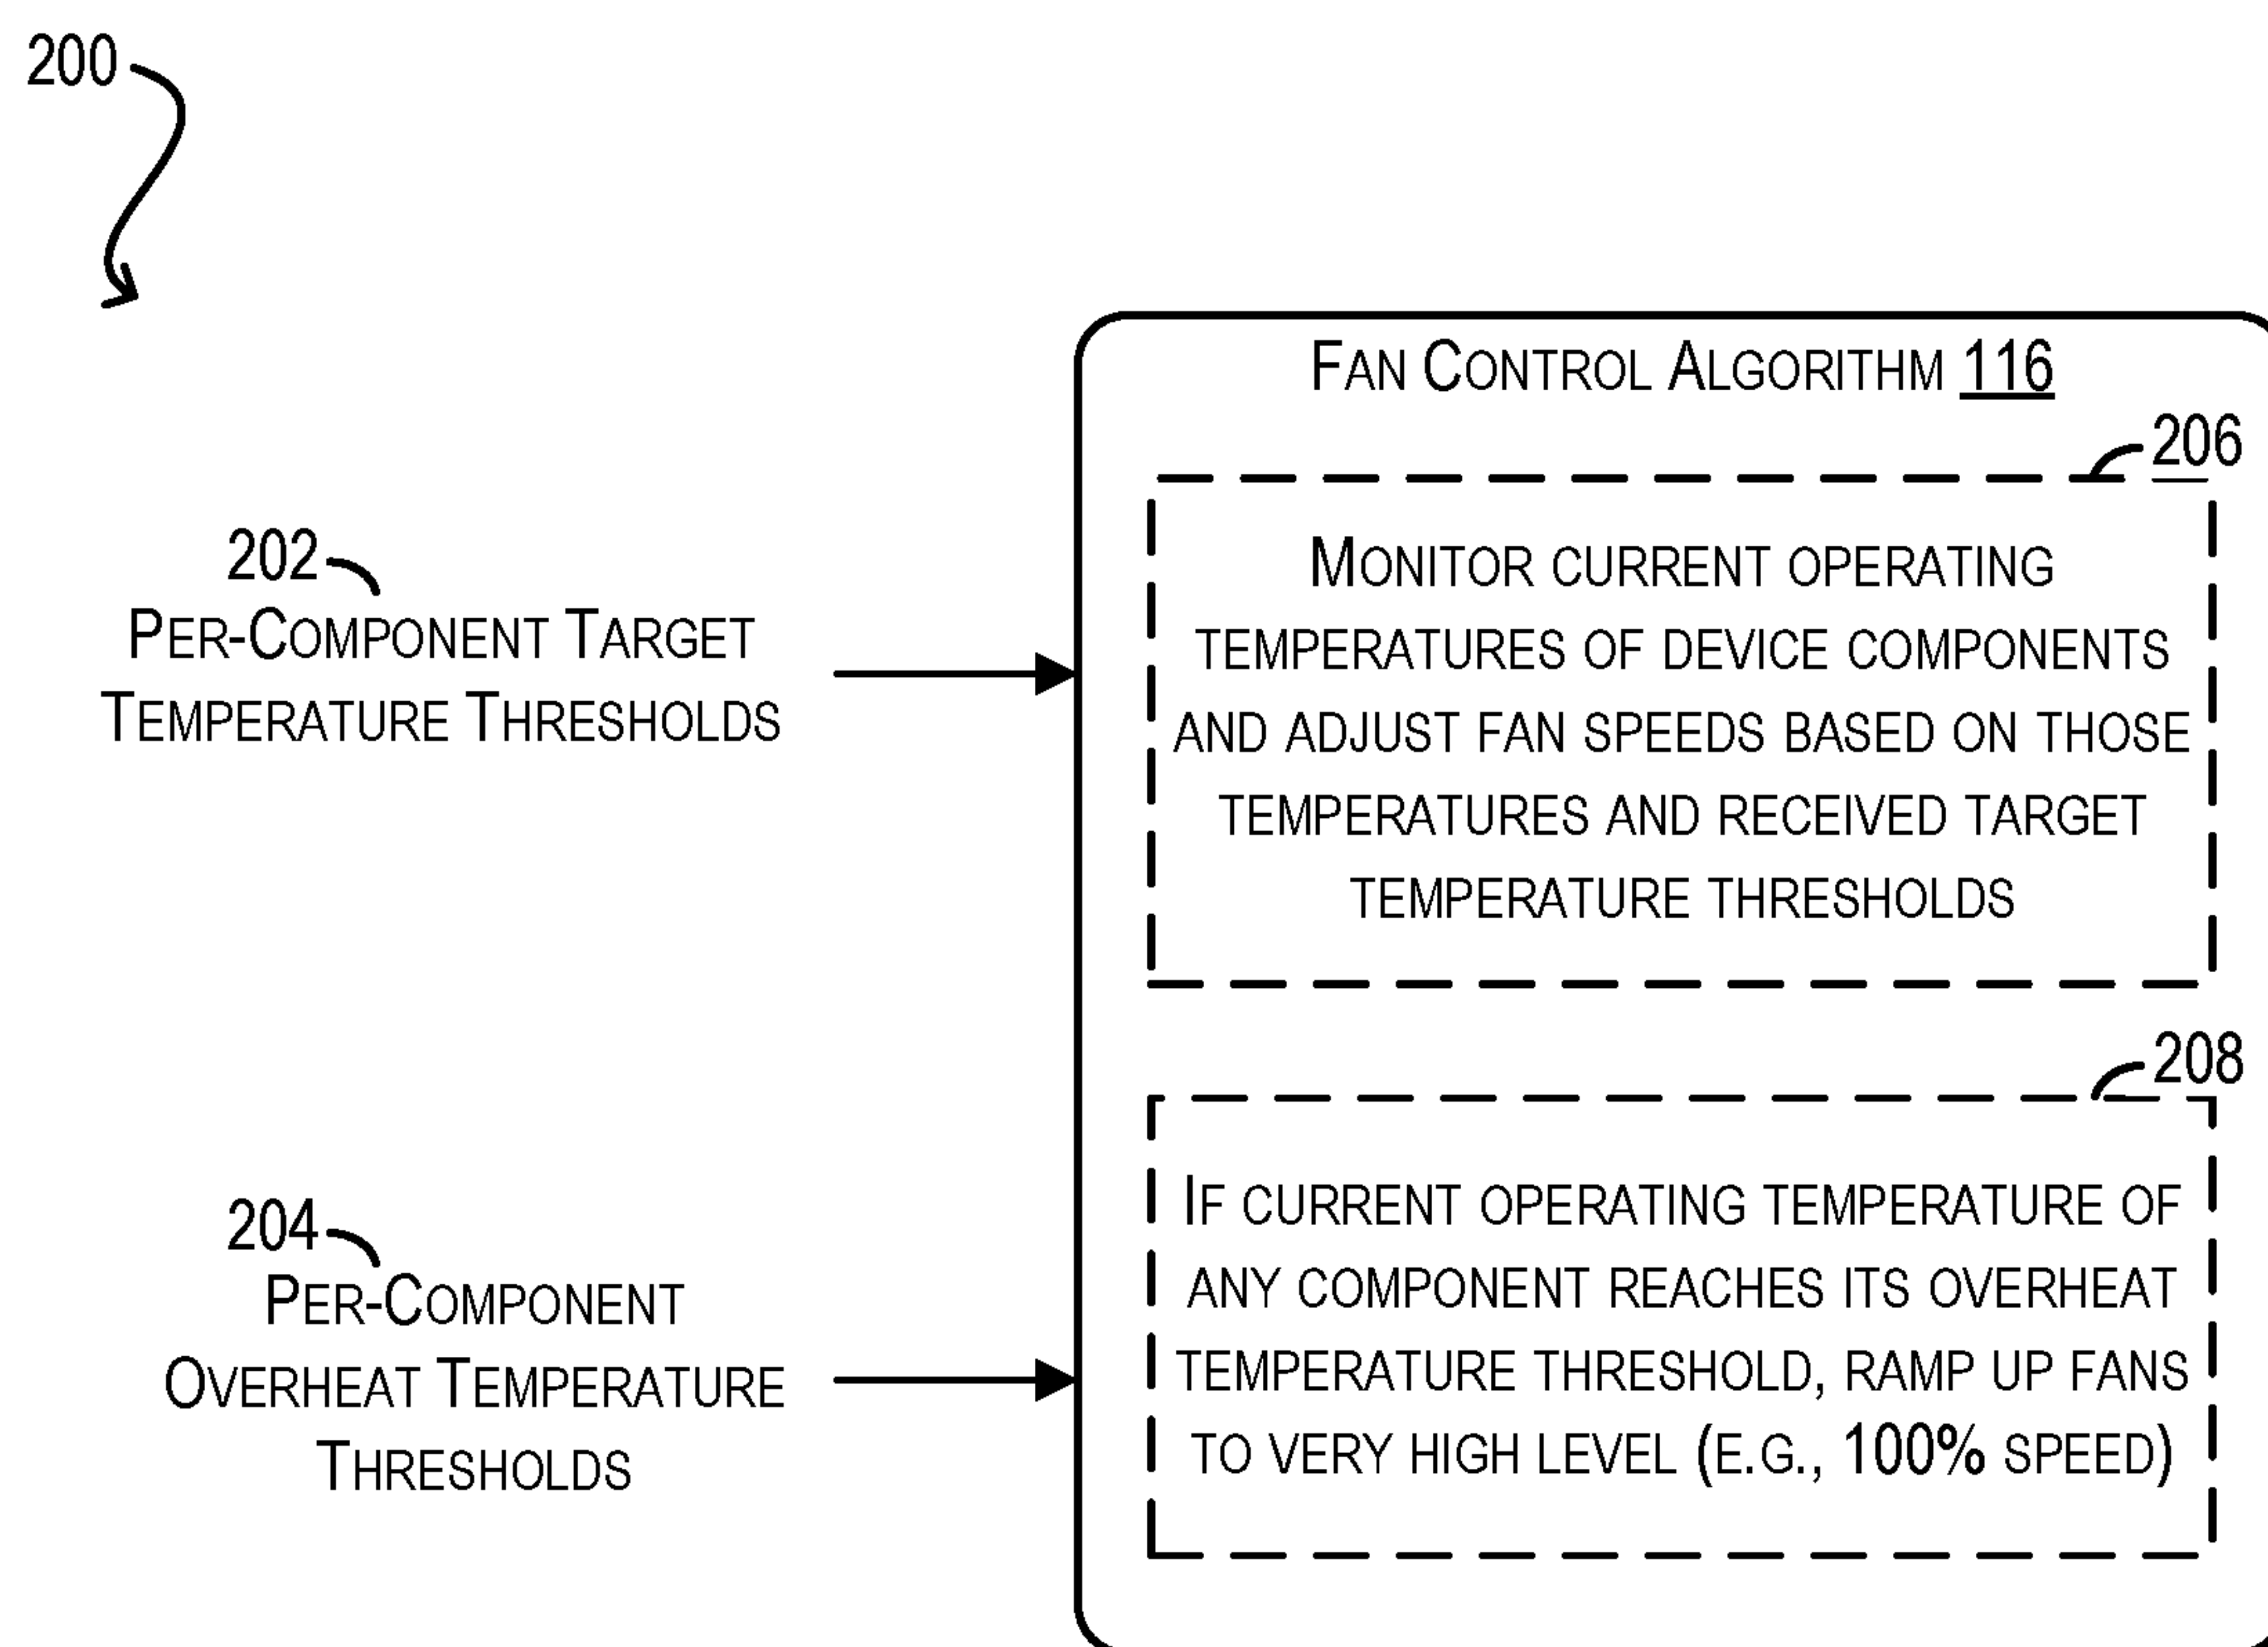 200
Fan Control Algorithm 116
206
Monitor current operating
temperatures of device components
and adjust fan speeds based on those
temperatures and received target
temperature thresholds
202
Per-Component Target
Temperature Thresholds
208
If current operating temperature of
any component reaches its overheat
temperature threshold, ramp up fans
to very high level (e.g., 100% speed)
204
Per-Component
Overheat Temperature
Thresholds